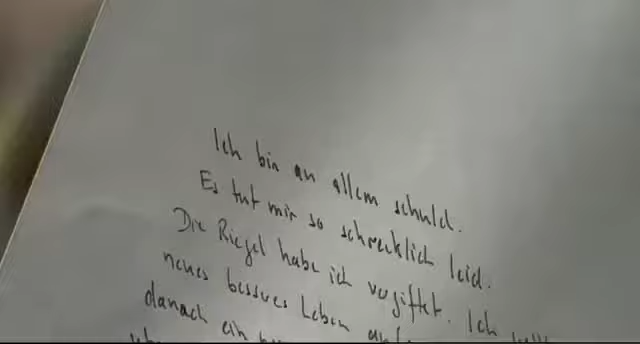 Ich bin an allem schuld.
Es tut mir so schrecklich leid.
Die Riegel habe ich vergiftet. Ich
neues besseres Leben
danach ein